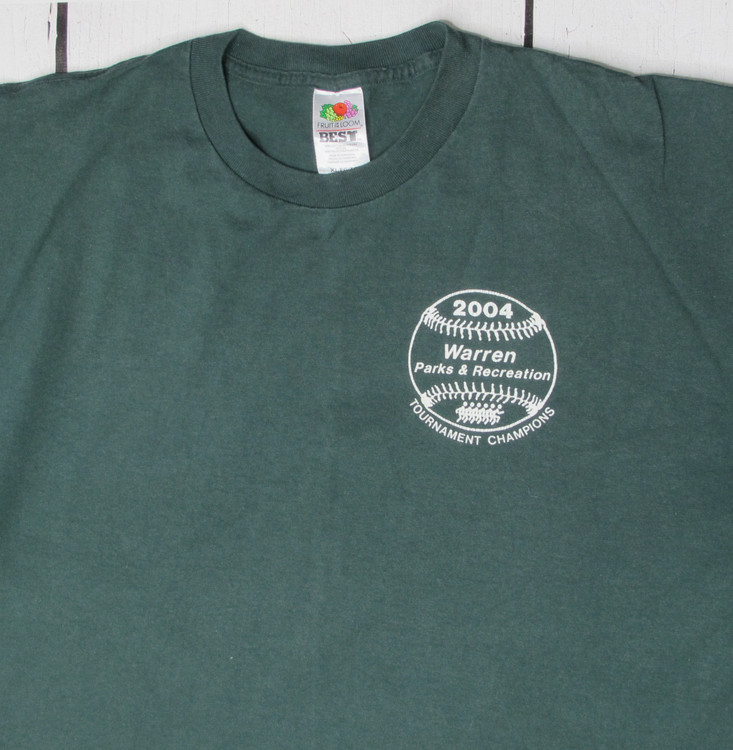 FRUIT OF THE LOOM
BEST
2004
Warren
Parks & Recreation
TOURNAMENT CHAMPIONS